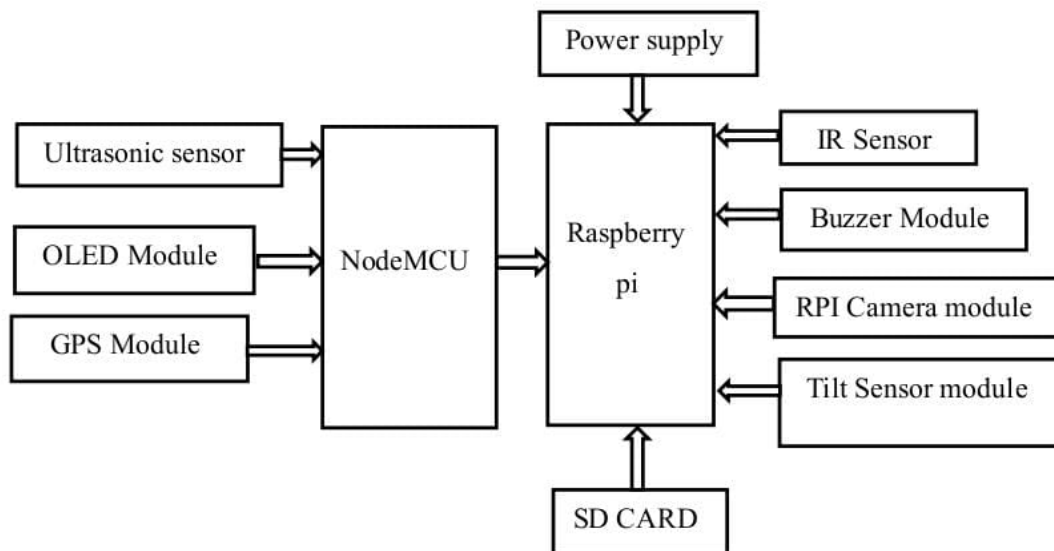 Power supply
Ultrasonic sensor
IR Sensor
OLED Module
NodeMCU
Raspberry
pi
Buzzer Module
GPS Module
RPI Camera module
Tilt Sensor module
SD CARD